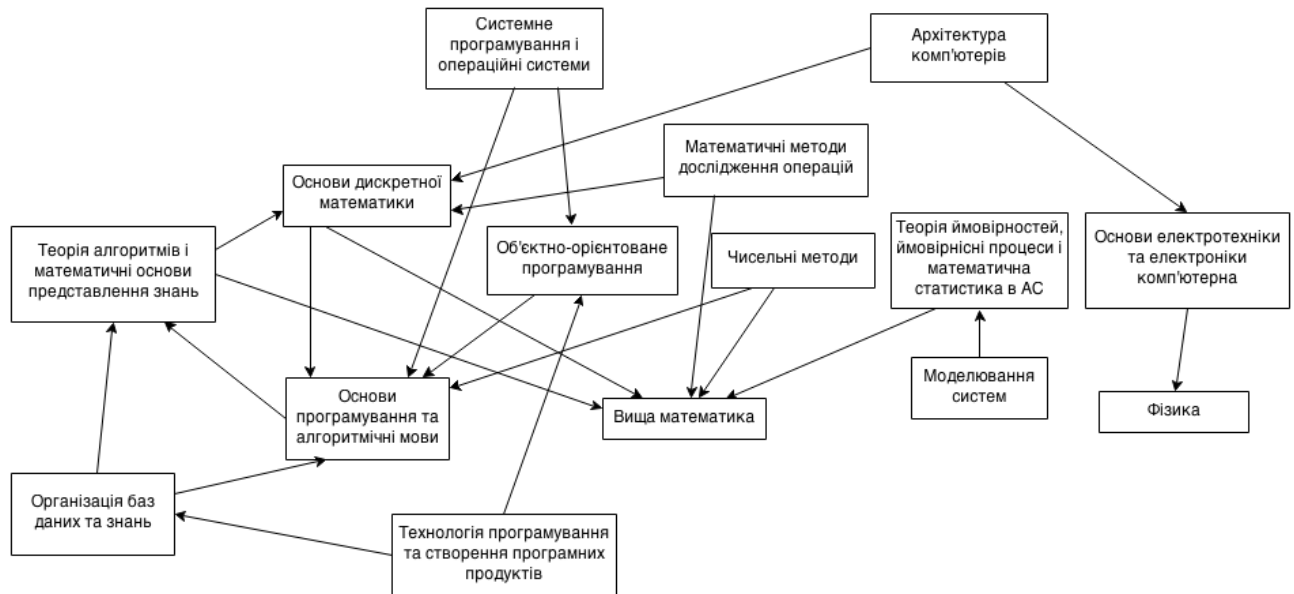 Системне
програмування і
операційні системи
Архітектура
комп'ютерів
Математичні методи
дослідження операцій
Основи дискретної
математики
Теорія алгоритмів і
математичні основи
представлення знань
Об'єктно-орієнтоване
програмування
Чисельні методи
Теорія ймовірностей,
ймовірнісні процеси і
математична
статистика в АС
Основи електротехніки
та електроніки
комп'ютерна
Моделювання
систем
Основи
програмування та
алгоритмічні мови
Вища математика
Фізика
Організація баз
даних та знань
Технологія програмування
та створення програмних
продуктів